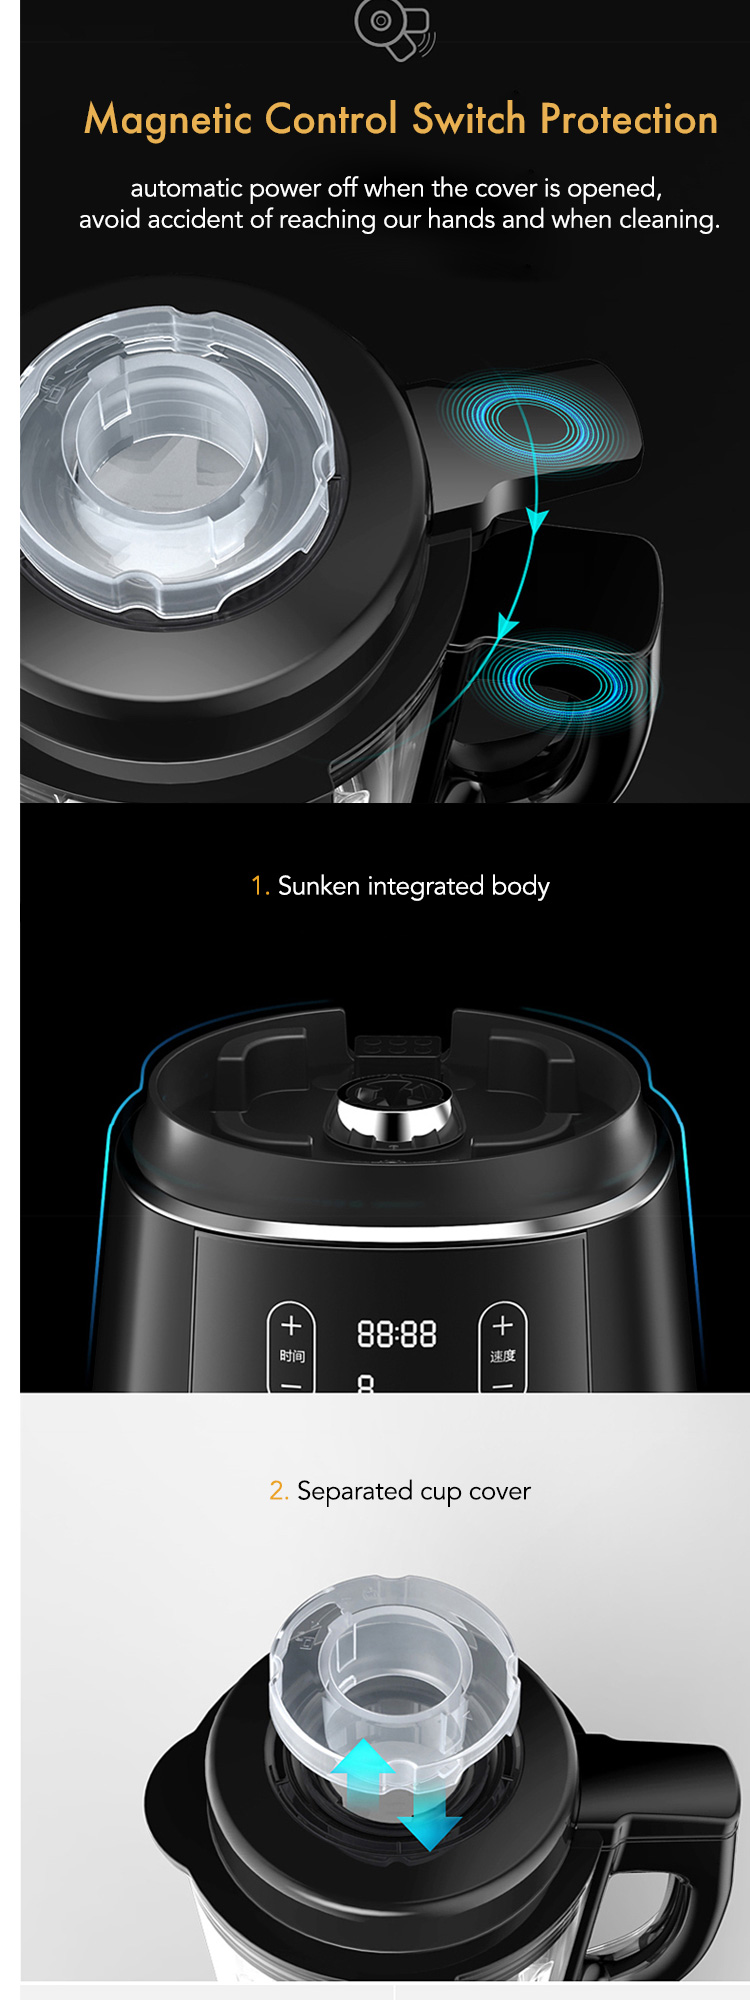 Magnetic Control Switch Protection
automatic power off when the cover is opened,
avoid accident of reaching our hands and when cleaning.
1. Sunken integrated body
+ 88:88 +
时间 速度
− 8 −
2. Separated cup cover